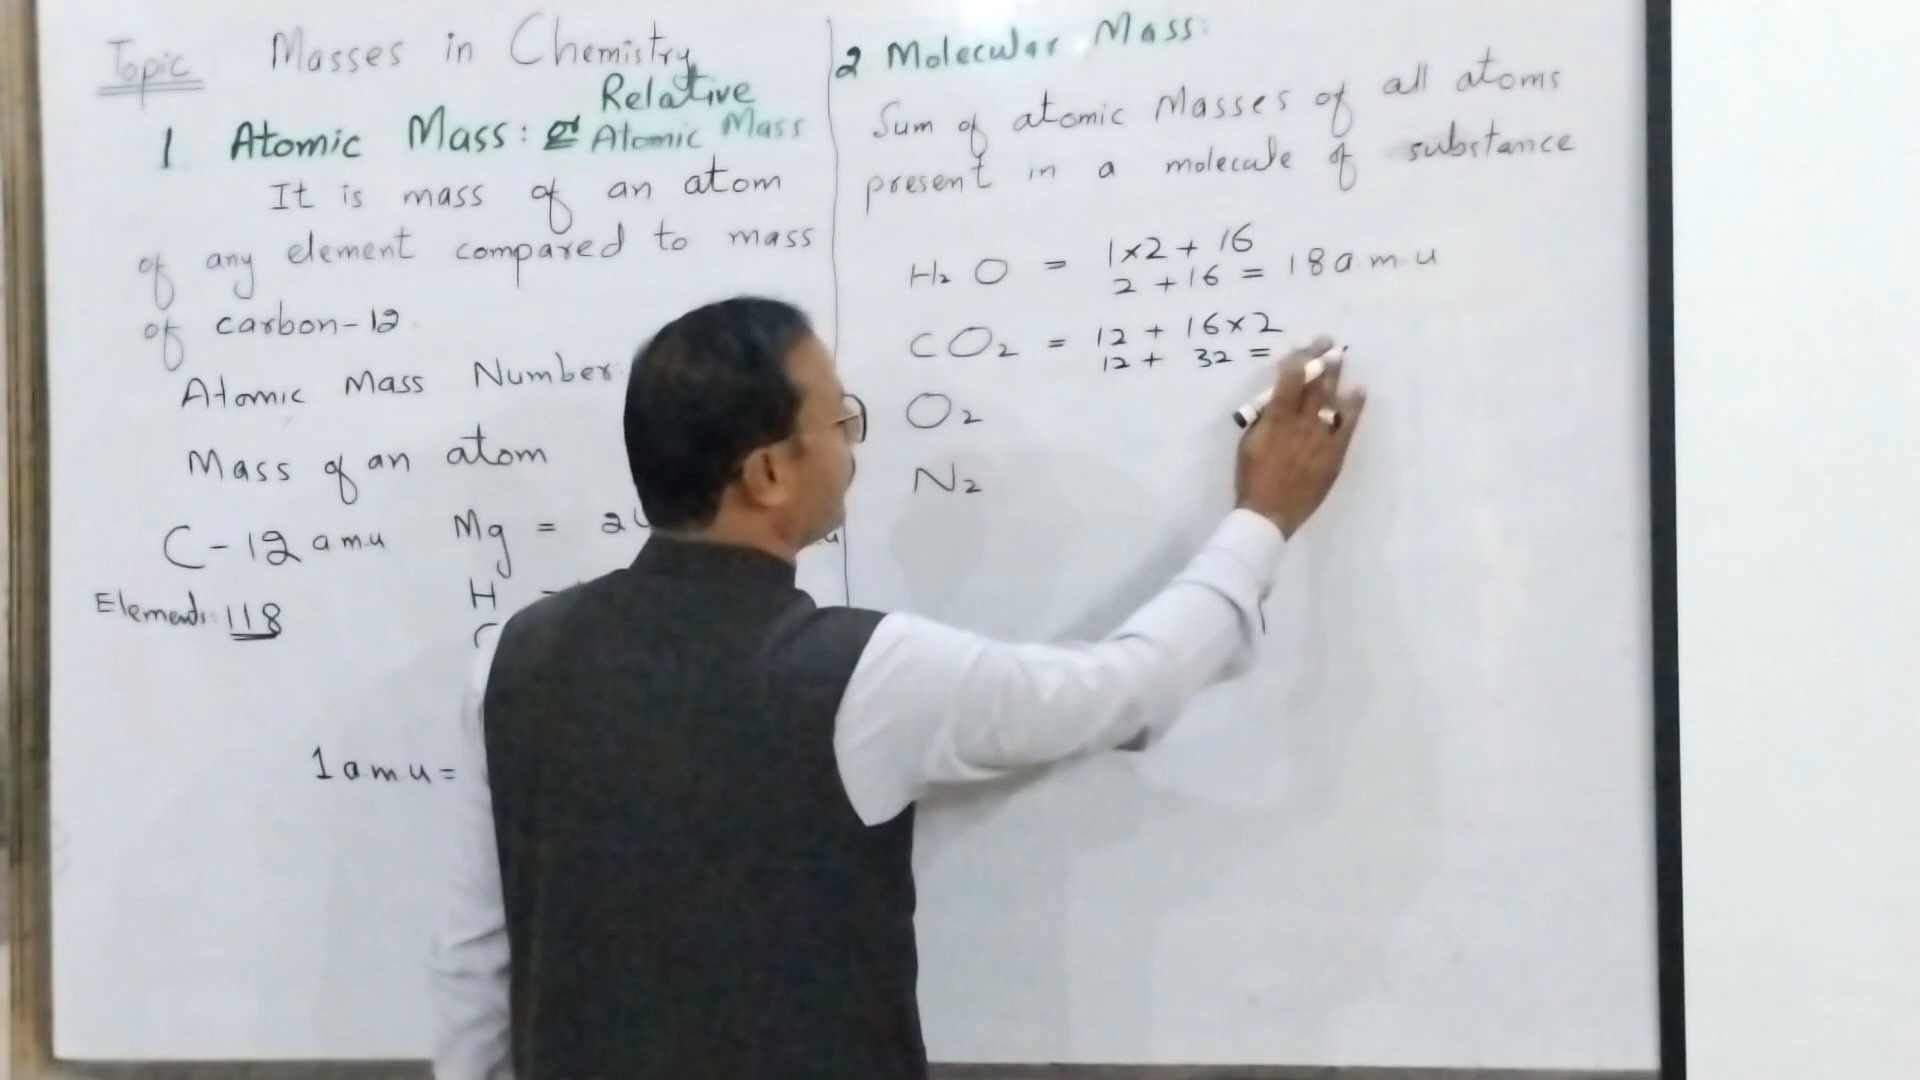 Topic Masses in Chemistry
1 Atomic Mass: or Relative Atomic Mass
It is mass of an atom
of any element compared to mass
of carbon-12.
Atomic Mass Number
Mass of an atom
C-12 amu Mg =
Elements: 118 H
1 a.m.u =
2 Molecular Mass:
Sum of atomic Masses of all atoms
present in a molecule of substance
H₂O = 1×2 + 16
2 + 16 = 18 a.m.u
CO₂ = 12 + 16×2
12 + 32 =
O₂
N₂